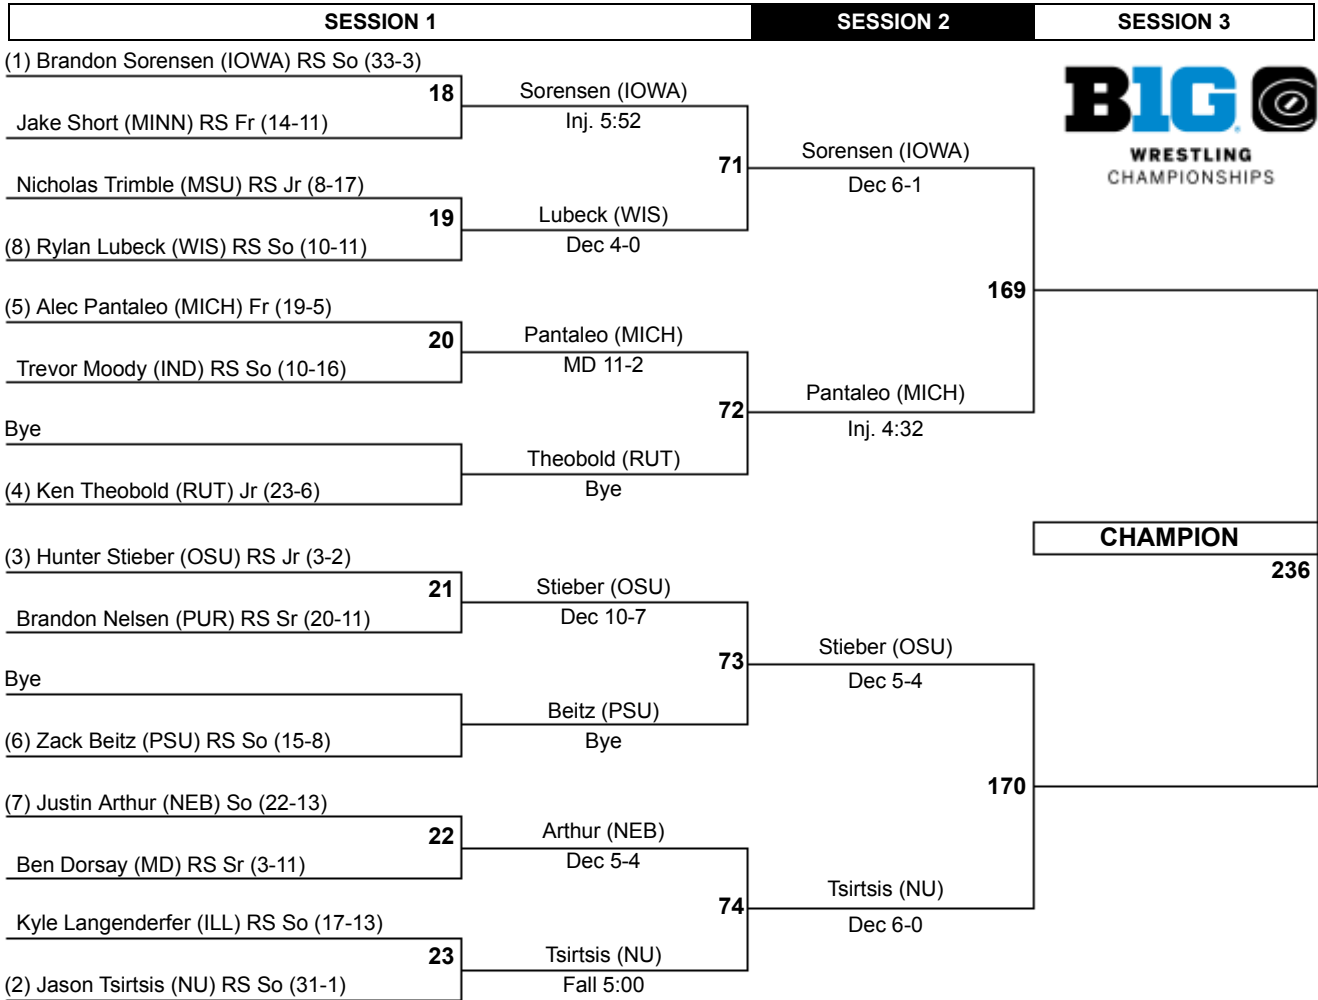 SESSION 1
SESSION 2
SESSION 3
(1) Brandon Sorensen (IOWA) RS So (33-3)
18
Jake Short (MINN) RS Fr (14-11)
Sorensen (IOWA)
Inj. 5:52
71
Nicholas Trimble (MSU) RS Jr (8-17)
19
(8) Rylan Lubeck (WIS) RS So (10-11)
Lubeck (WIS)
Dec 4-0
Sorensen (IOWA)
Dec 6-1
169
(5) Alec Pantaleo (MICH) Fr (19-5)
20
Trevor Moody (IND) RS So (10-16)
Pantaleo (MICH)
MD 11-2
72
Bye
(4) Ken Theobold (RUT) Jr (23-6)
Theobold (RUT)
Bye
Pantaleo (MICH)
Inj. 4:32
(3) Hunter Stieber (OSU) RS Jr (3-2)
21
Brandon Nelsen (PUR) RS Sr (20-11)
Stieber (OSU)
Dec 10-7
73
Bye
(6) Zack Beitz (PSU) RS So (15-8)
Beitz (PSU)
Bye
Stieber (OSU)
Dec 5-4
170
(7) Justin Arthur (NEB) So (22-13)
22
Ben Dorsay (MD) RS Sr (3-11)
Arthur (NEB)
Dec 5-4
74
Kyle Langenderfer (ILL) RS So (17-13)
23
(2) Jason Tsirtsis (NU) RS So (31-1)
Tsirtsis (NU)
Fall 5:00
Tsirtsis (NU)
Dec 6-0
B1G
WRESTLING
CHAMPIONSHIPS
CHAMPION
236